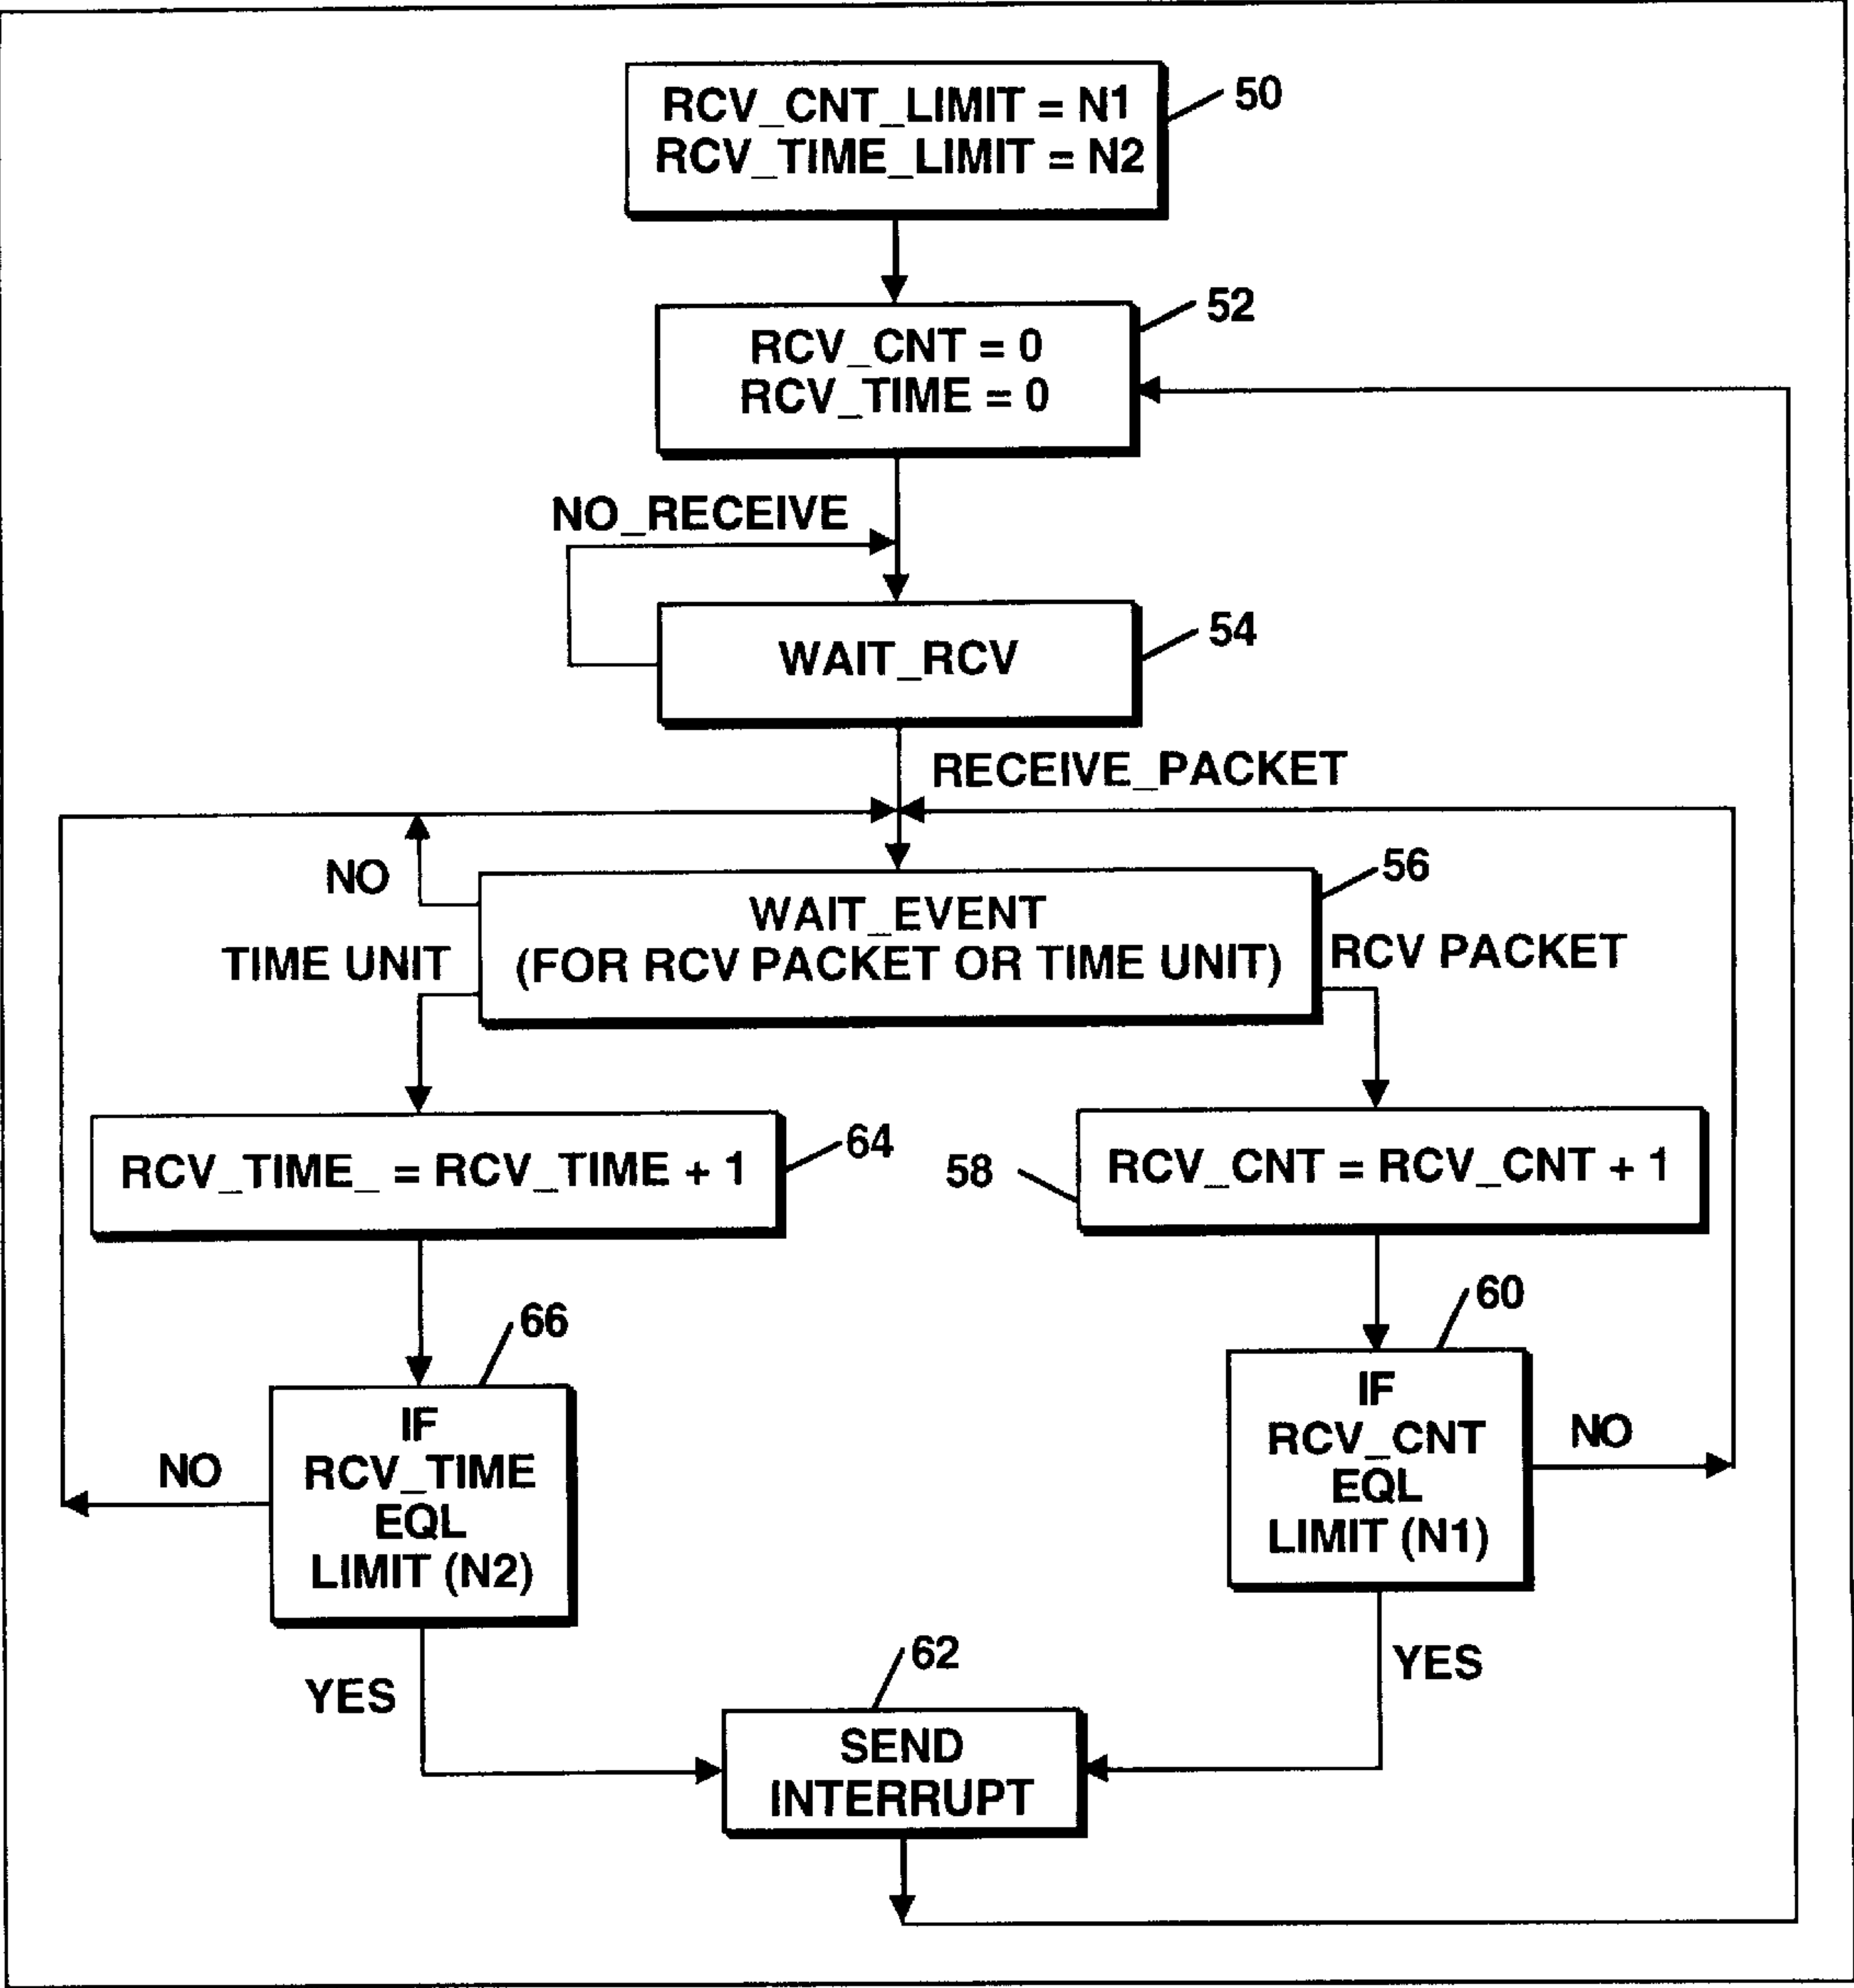 RCV_CNT_LIMIT = N1
RCV_TIME_LIMIT = N2
50
RCV_CNT = 0
RCV_TIME = 0
52
NO_RECEIVE
WAIT_RCV
54
RECEIVE_PACKET
NO
WAIT_EVENT
(FOR RCV PACKET OR TIME UNIT)
56
TIME UNIT
RCV PACKET
RCV_TIME_ = RCV_TIME + 1
64
58
RCV_CNT = RCV_CNT + 1
66
IF
RCV_TIME
EQL
LIMIT (N2)
NO
60
IF
RCV_CNT
EQL
LIMIT (N1)
NO
YES
YES
62
SEND
INTERRUPT